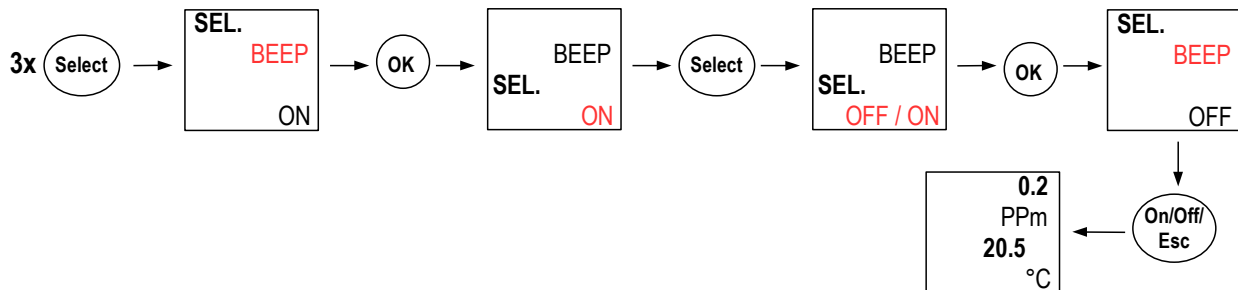 3x
Select
SEL.
BEEP
ON
OK
BEEP
SEL.
ON
Select
BEEP
SEL.
OFF / ON
OK
SEL.
BEEP
OFF
On/Off/
Esc
0.2
PPm
20.5
°C